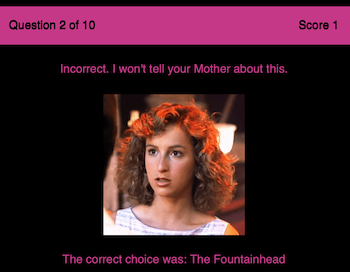 Question 2 of 10
Score 1
Incorrect. I won't tell your Mother about this.
The correct choice was: The Fountainhead